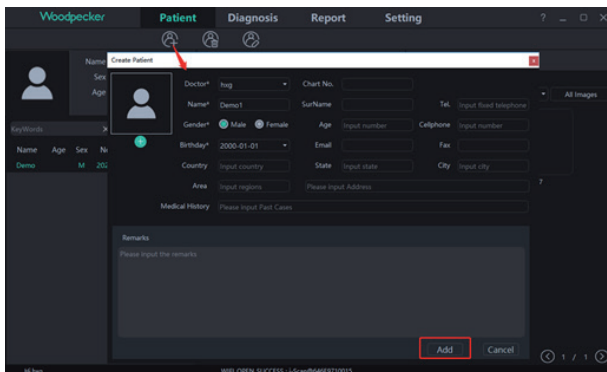 Woodpecker Patient Diagnosis Report Setting ?
Name Create Patient
Sex Doctor* hxg Chart No.
Age Name* Demo1 SurName Tel. Input fixed telephone All Images
KeyWords Gender* Male Female Age Input number Cellphone Input number
Name Age Sex Birthday* 2000-01-01 Email Fax
Demo M 202 Country Input country State Input state City Input city
Area Input regions Please input Address 7
Medical History Please Input Past Cases
Remarks
Please input the remarks
Add Cancel
1 / 1